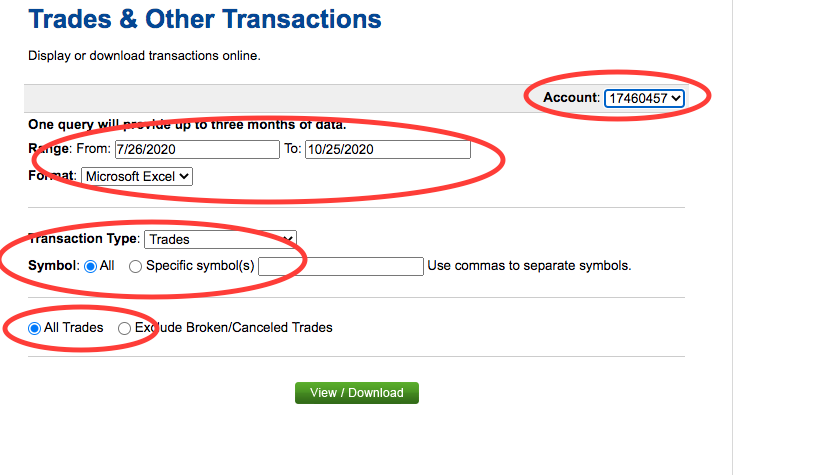 Trades & Other Transactions
Display or download transactions online.
Account: 17460457
One query will provide up to three months of data.
Range: From: 7/26/2020 To: 10/25/2020
Format: Microsoft Excel
Transaction Type: Trades
Symbol: All Specific symbol(s) Use commas to separate symbols.
All Trades Exclude Broken/Canceled Trades
View / Download